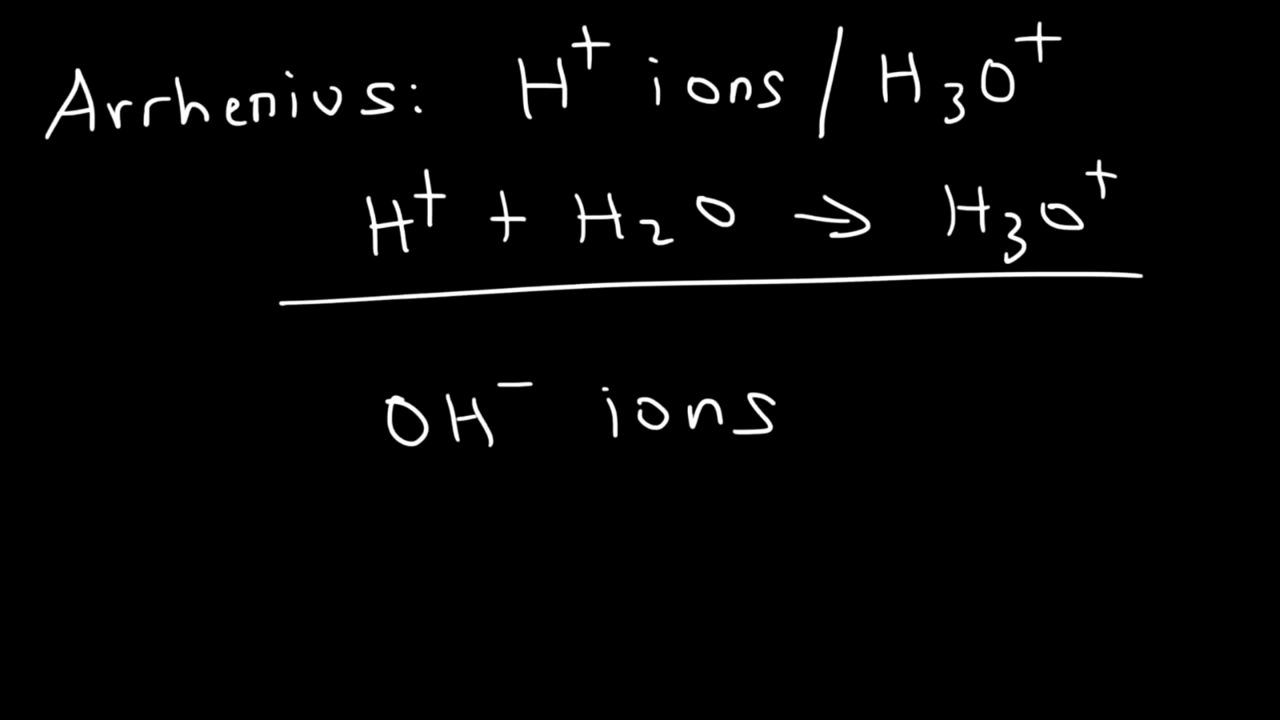 Arrhenius: H⁺ ions / H₃O⁺
H⁺ + H₂O → H₃O⁺
OH⁻ ions